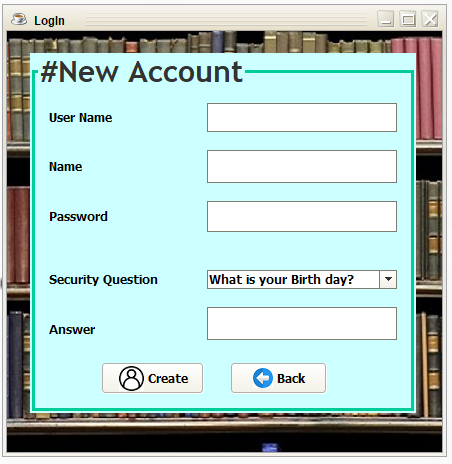 LogIn
#New Account
User Name
Name
Password
Security Question What is your Birth day?
Answer
Create Back